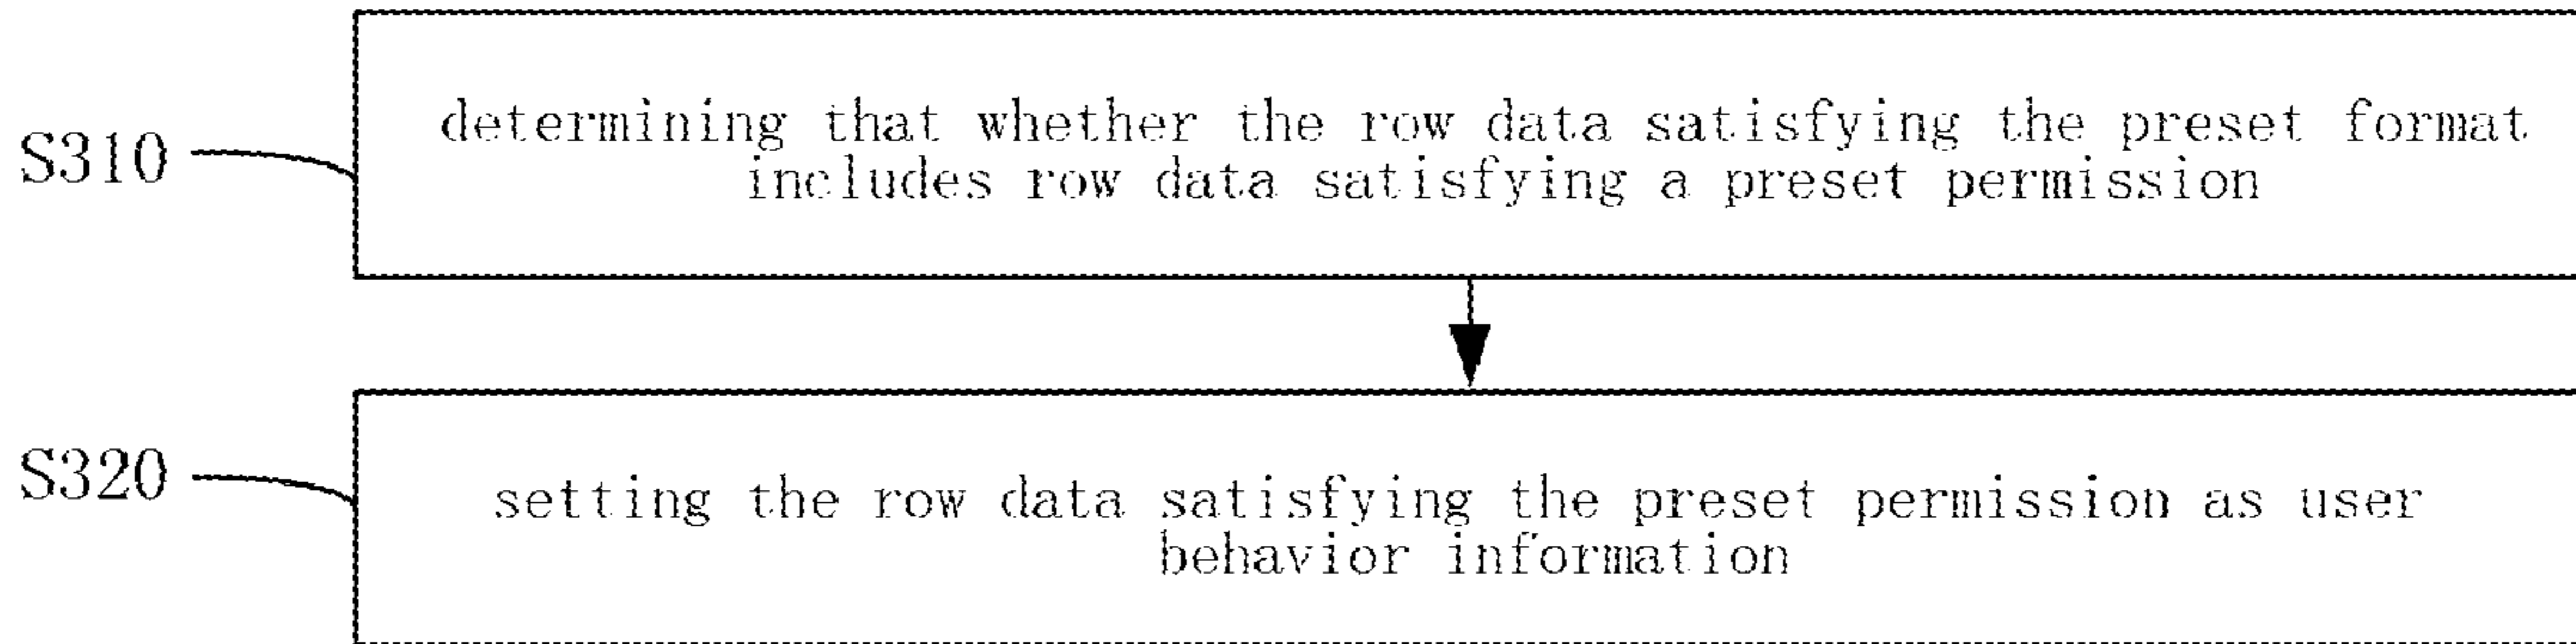 S310
determining that whether the row data satisfying the preset format
includes row data satisfying a preset permission
S320
setting the row data satisfying the preset permission as user
behavior information